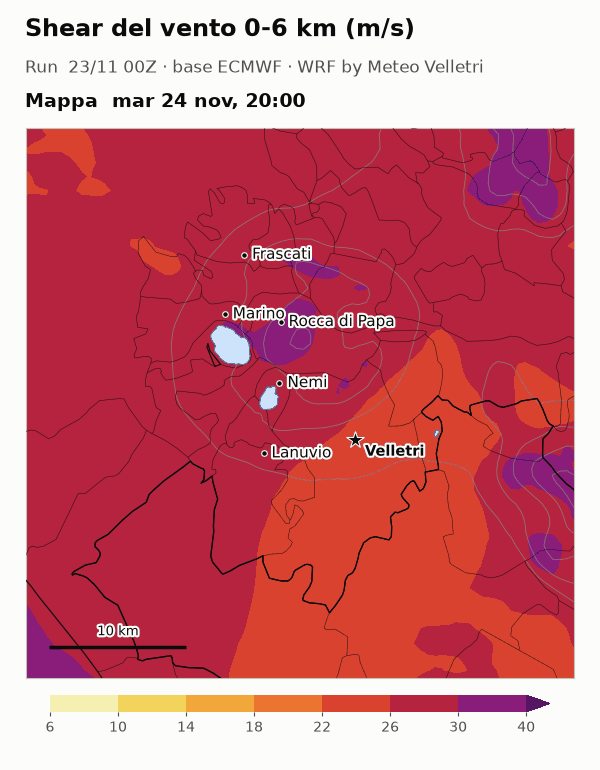 Shear del vento 0-6 km (m/s)
Run  23/11 00Z · base ECMWF · WRF by Meteo Velletri
Mappa  mar 24 nov, 20:00
Frascati
Marino
Rocca di Papa
Nemi
Velletri
Lanuvio
10 km
6 10 14 18 22 26 30 40